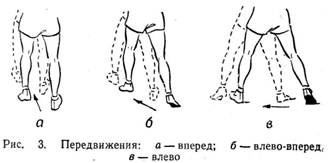 а б в
Рис. 3. Передвижения: а — вперед; б — влево-вперед,
в — влево